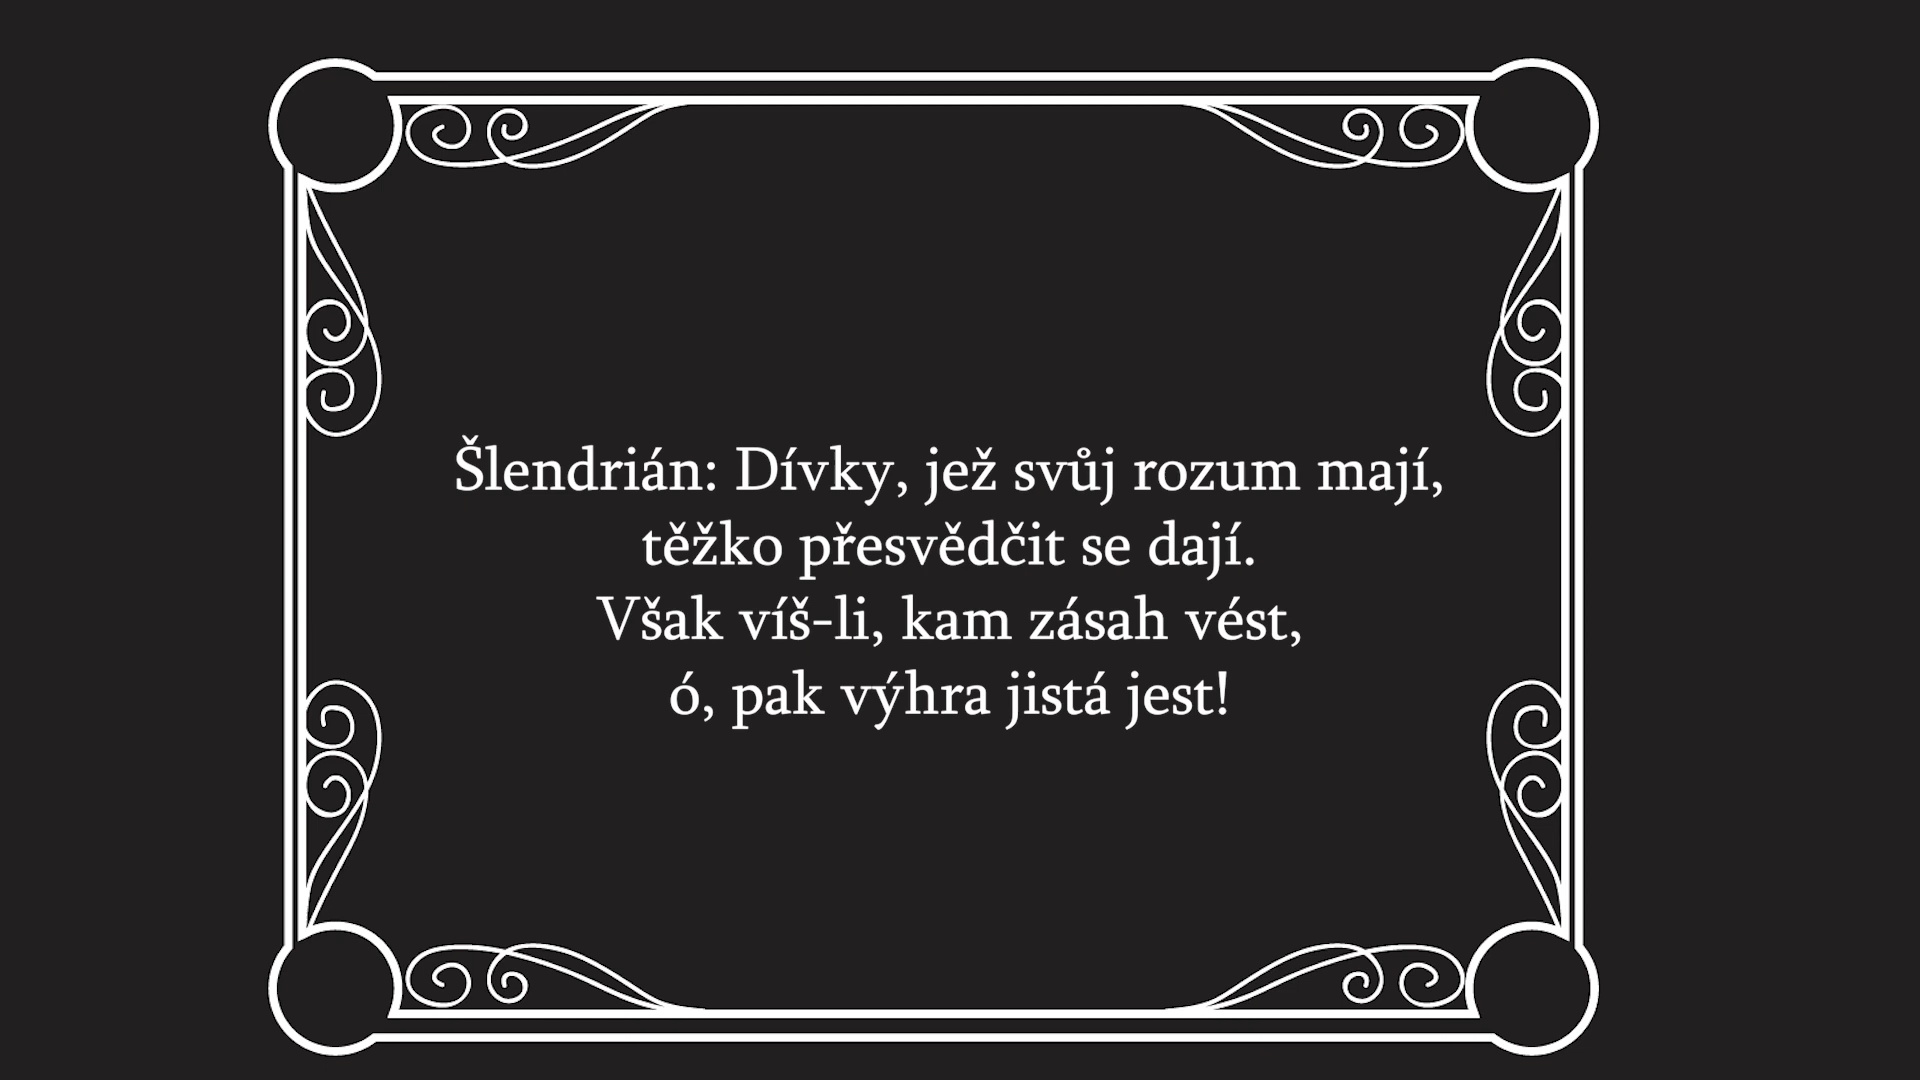 Šlendrián: Dívky, jež svůj rozum mají,
těžko přesvědčit se dají.
Však víš-li, kam zásah vést,
ó, pak výhra jistá jest!